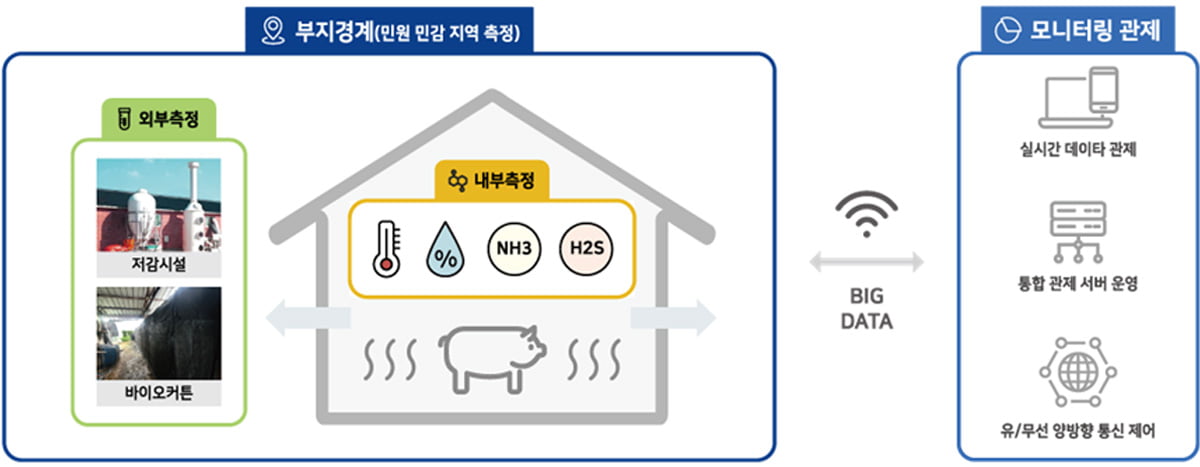 부지경계(민원 민감 지역 측정)
외부측정
저감시설
바이오커튼
내부측정
%
NH3
H2S
BIG
DATA
모니터링 관제
실시간 데이타 관제
통합 관제 서버 운영
유/무선 양방향 통신 제어